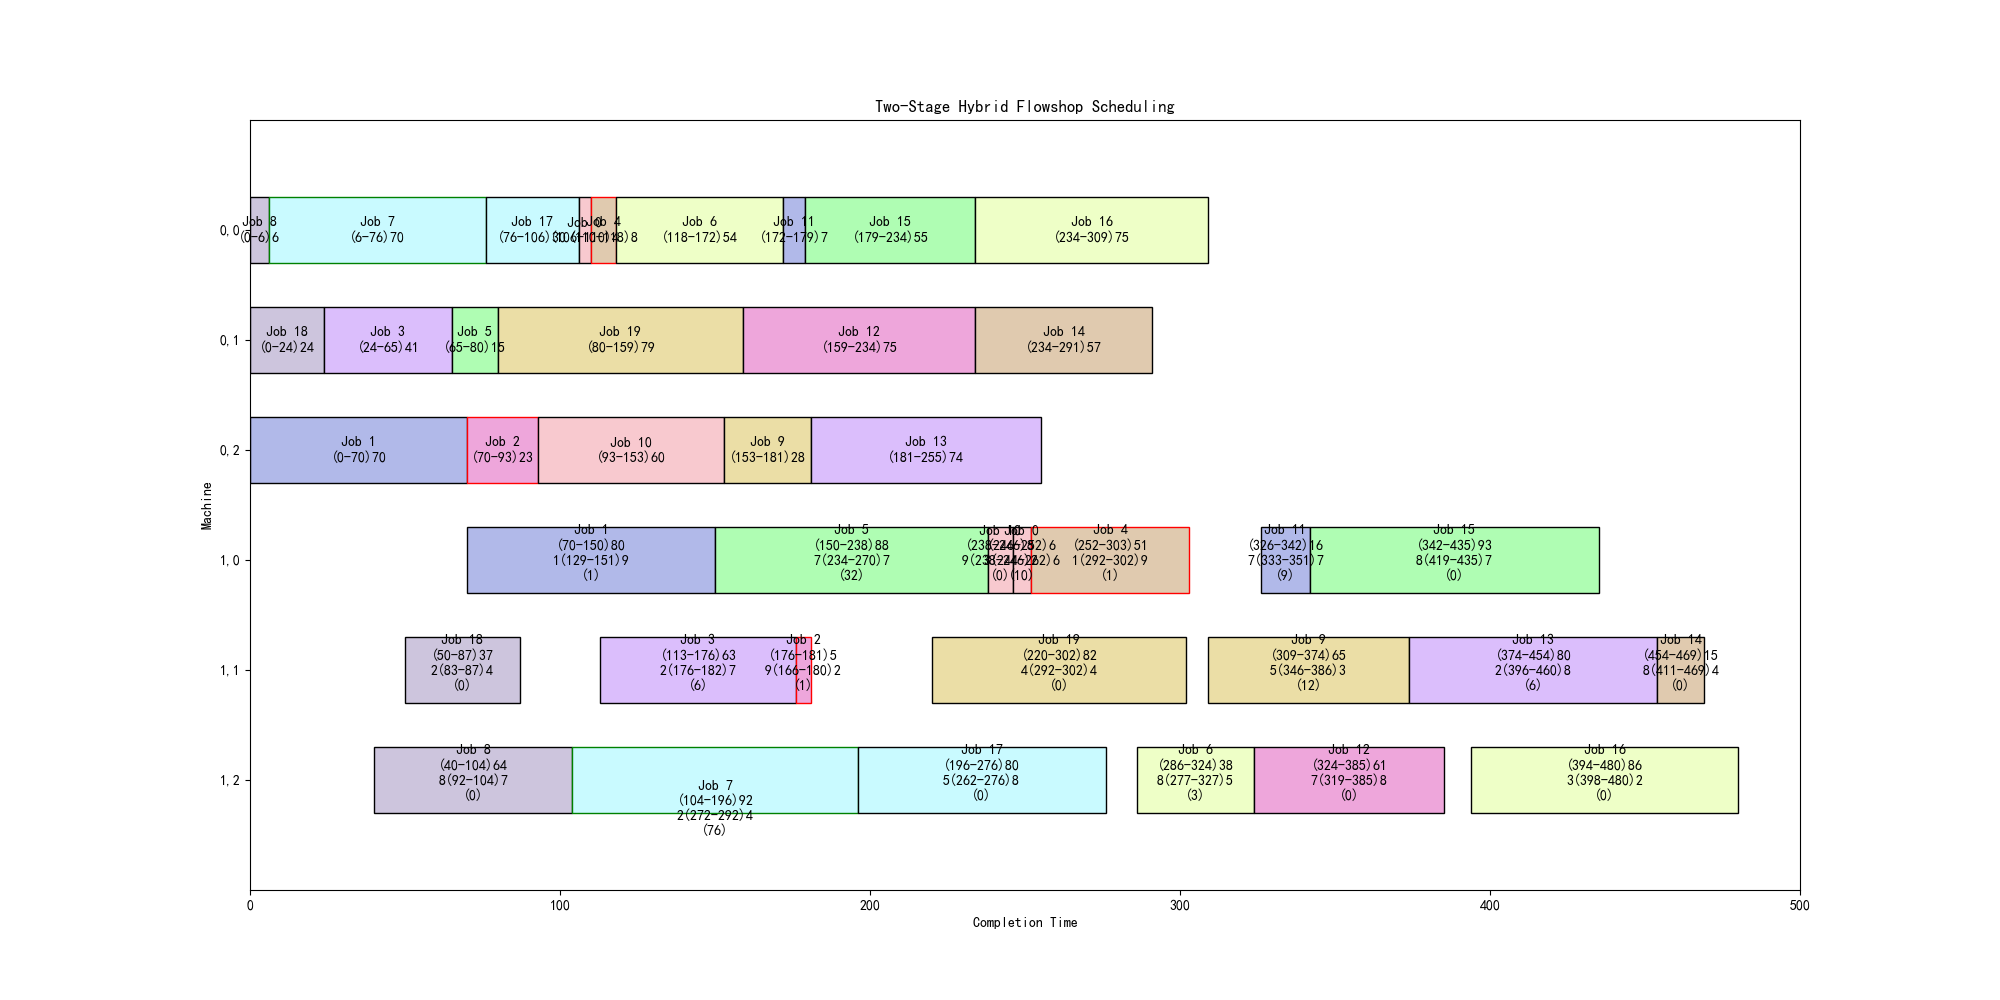 Two-Stage Hybrid Flowshop Scheduling
0,0
Job 8
(0-6)6
Job 7
(6-76)70
Job 17
(76-106)30
Job 0
Job 4
Job 6
(118-172)54
Job 11
(172-179)7
Job 15
(179-234)55
Job 16
(234-309)75
0,1
Job 18
(0-24)24
Job 3
(24-65)41
Job 5
(65-80)15
Job 19
(80-159)79
Job 12
(159-234)75
Job 14
(234-291)57
0,2
Job 1
(0-70)70
Job 2
(70-93)23
Job 10
(93-153)60
Job 9
(153-181)28
Job 13
(181-255)74
Machine
1,0
Job 1
(70-150)80
1(129-151)9
(1)
Job 5
(150-238)88
7(234-270)7
(32)
Job 10
(0)
Job 0
(10)
Job 4
(252-303)51
1(292-302)9
(1)
Job 11
(326-342)16
7(333-351)7
(9)
Job 15
(342-435)93
8(419-435)7
(0)
1,1
Job 18
(50-87)37
2(83-87)4
(0)
Job 3
(113-176)63
2(176-182)7
(6)
Job 2
(176-181)5
9(166-180)2
(1)
Job 19
(220-302)82
4(292-302)4
(0)
Job 9
(309-374)65
5(346-386)3
(12)
Job 13
(374-454)80
2(396-460)8
(6)
Job 14
(454-469)15
8(411-469)4
(0)
1,2
Job 8
(40-104)64
8(92-104)7
(0)
Job 7
(104-196)92
2(272-292)4
(76)
Job 17
(196-276)80
5(262-276)8
(0)
Job 6
(286-324)38
8(277-327)5
(3)
Job 12
(324-385)61
7(319-385)8
(0)
Job 16
(394-480)86
3(398-480)2
(0)
0
100
200
300
400
500
Completion Time